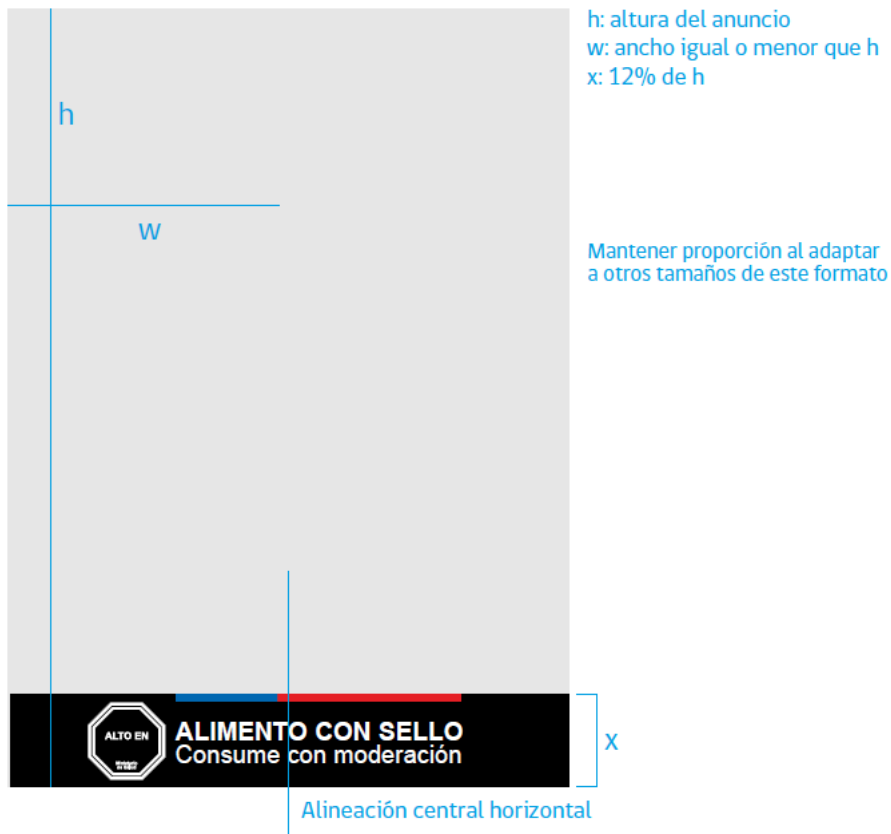 h: altura del anuncio
w: ancho igual o menor que h
x: 12% de h
h
w
Mantener proporción al adaptar
a otros tamaños de este formato
ALTO EN
ALIMENTO CON SELLO
Consume con moderación
x
Alineación central horizontal